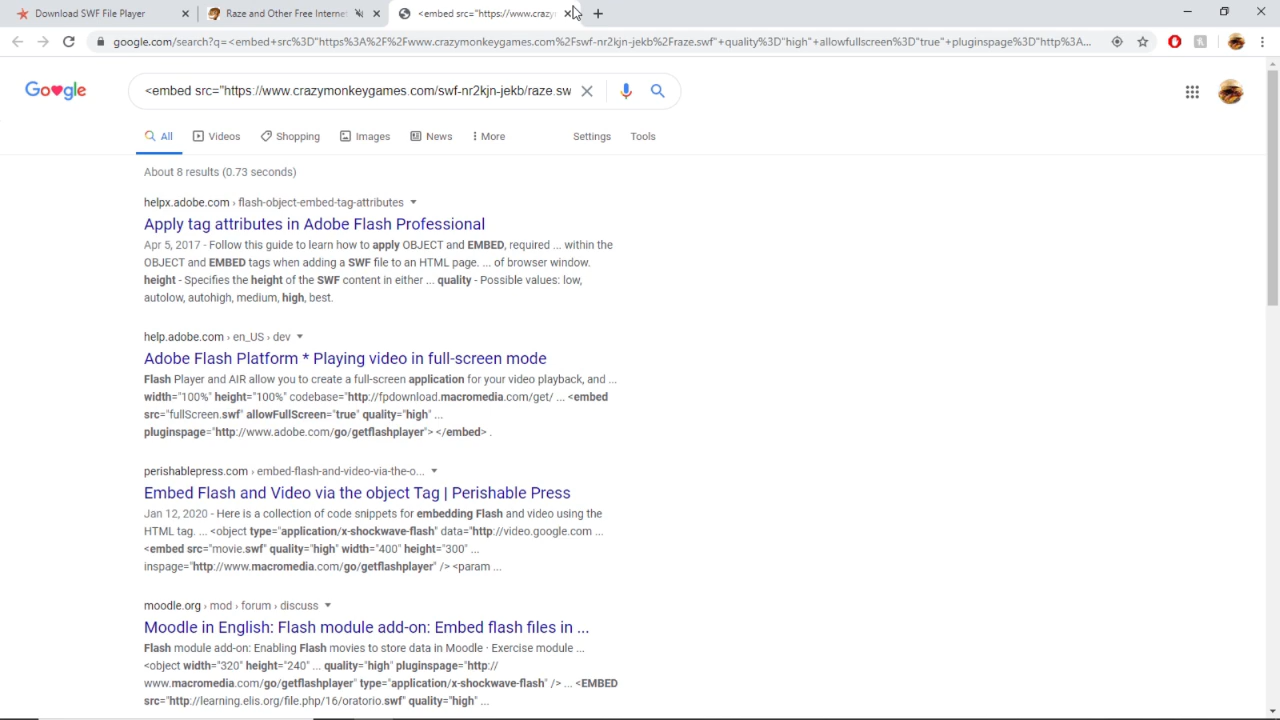 Download SWF File Player
Raze and Other Free Internet SWF
<embed src="https://www.crazy
google.com/search?q=<embed+src%3D"https%3A%2F%2Fwww.crazymonkeygames.com%2Fswf-nr2kjn-jekb%2Fraze.swf"+quality%3D"high"+allowfullscreen%3D"true"+pluginspage%3D"http%3A...
Google
<embed src="https://www.crazymonkeygames.com/swf-nr2kjn-jekb/raze.sw
All Videos Shopping Images News More Settings Tools
About 8 results (0.73 seconds)
helpx.adobe.com › flash-object-embed-tag-attributes
Apply tag attributes in Adobe Flash Professional
Apr 5, 2017 - Follow this guide to learn how to apply OBJECT and EMBED, required ... within the
OBJECT and EMBED tags when adding a SWF file to an HTML page. ... of browser window.
height - Specifies the height of the SWF content in either ... quality - Possible values: low,
autolow, autohigh, medium, high, best.
help.adobe.com › en_US › dev
Adobe Flash Platform * Playing video in full-screen mode
Flash Player and AIR allow you to create a full-screen application for your video playback, and ...
width="100%" height="100%" codebase="http://fpdownload.macromedia.com/get/ ... <embed
src="fullScreen.swf" allowFullScreen="true" quality="high" ...
pluginspage="http://www.adobe.com/go/getflashplayer"> </embed> .
perishablepress.com › embed-flash-and-video-via-the-o...
Embed Flash and Video via the object Tag | Perishable Press
Jan 12, 2020 - Here is a collection of code snippets for embedding Flash and video using the
HTML tag. ... <object type="application/x-shockwave-flash" data="http://video.google.com ...
<embed src="movie.swf" quality="high" width="400" height="300" ...
inspage="http://www.macromedia.com/go/getflashplayer" /> <param ...
moodle.org › mod › forum › discuss
Moodle in English: Flash module add-on: Embed flash files in ...
Flash module add-on: Enabling Flash movies to store data in Moodle · Exercise module ...
<object width="320" height="240" ... quality="high" pluginspage="http://
www.macromedia.com/go/getflashplayer" type="application/x-shockwave-flash" /> ... <EMBED
src="http://learning.elis.org/file.php/16/oratorio.swf" quality="high" ...